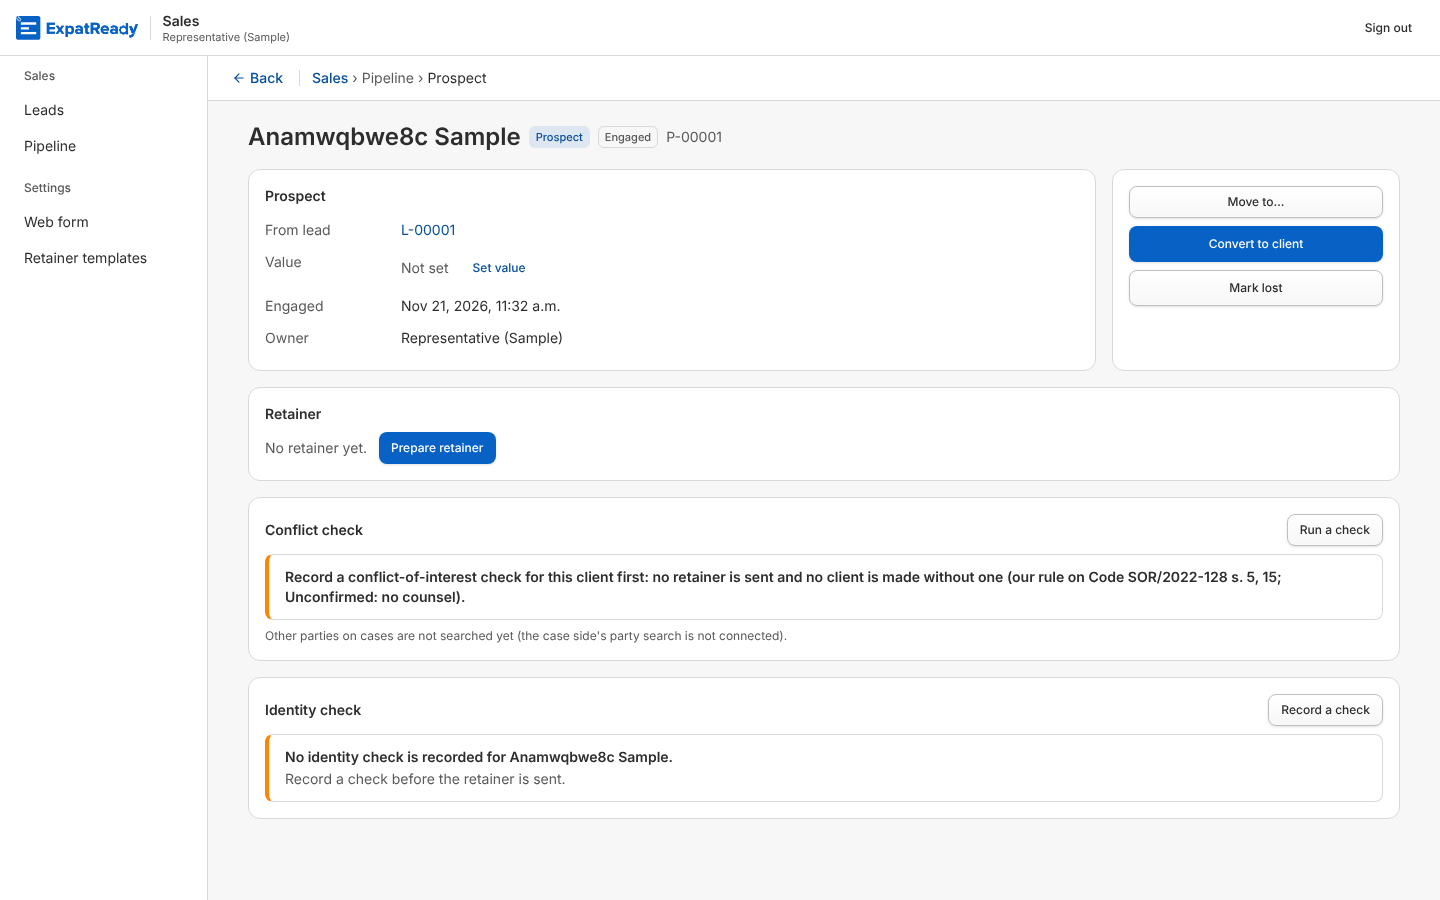 ExpatReady
Sales
Representative (Sample)
Sign out
Sales
Leads
Pipeline
Settings
Web form
Retainer templates
← Back
Sales › Pipeline › Prospect
Anamwqbwe8c Sample Prospect Engaged P-00001
Prospect
From lead L-00001
Value Not set Set value
Engaged Nov 21, 2026, 11:32 a.m.
Owner Representative (Sample)
Move to...
Convert to client
Mark lost
Retainer
No retainer yet. Prepare retainer
Conflict check
Run a check
Record a conflict-of-interest check for this client first: no retainer is sent and no client is made without one (our rule on Code SOR/2022-128 s. 5, 15;
Unconfirmed: no counsel).
Other parties on cases are not searched yet (the case side's party search is not connected).
Identity check
Record a check
No identity check is recorded for Anamwqbwe8c Sample.
Record a check before the retainer is sent.